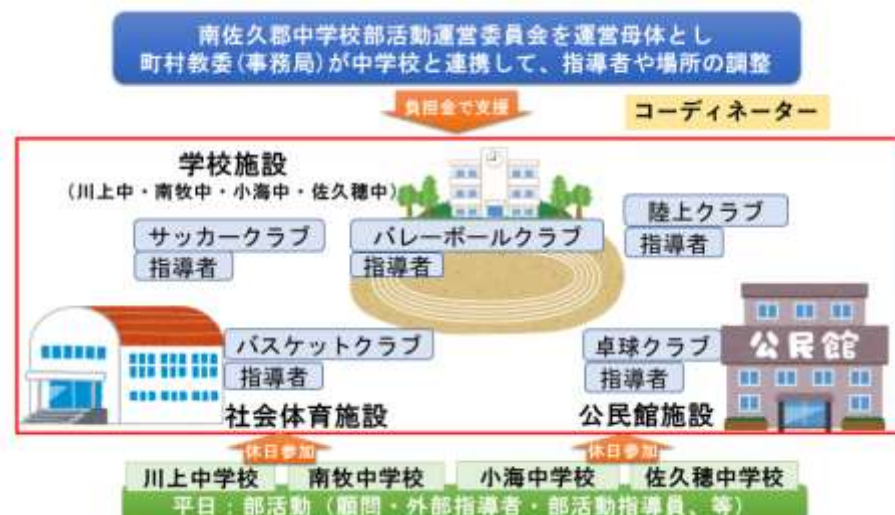 南佐久郡中学校部活動運営委員会を運営母体とし
町村教委(事務局)が中学校と連携して、指導者や場所の調整
負担金で支援
コーディネーター
学校施設
(川上中・南牧中・小海中・佐久穂中)
サッカークラブ
指導者
バレーボールクラブ
指導者
陸上クラブ
指導者
バスケットクラブ
指導者
卓球クラブ
指導者
公民館
社会体育施設
公民館施設
休日参加
休日参加
川上中学校
南牧中学校
小海中学校
佐久穂中学校
平日：部活動（顧問・外部指導者・部活動指導員、等）